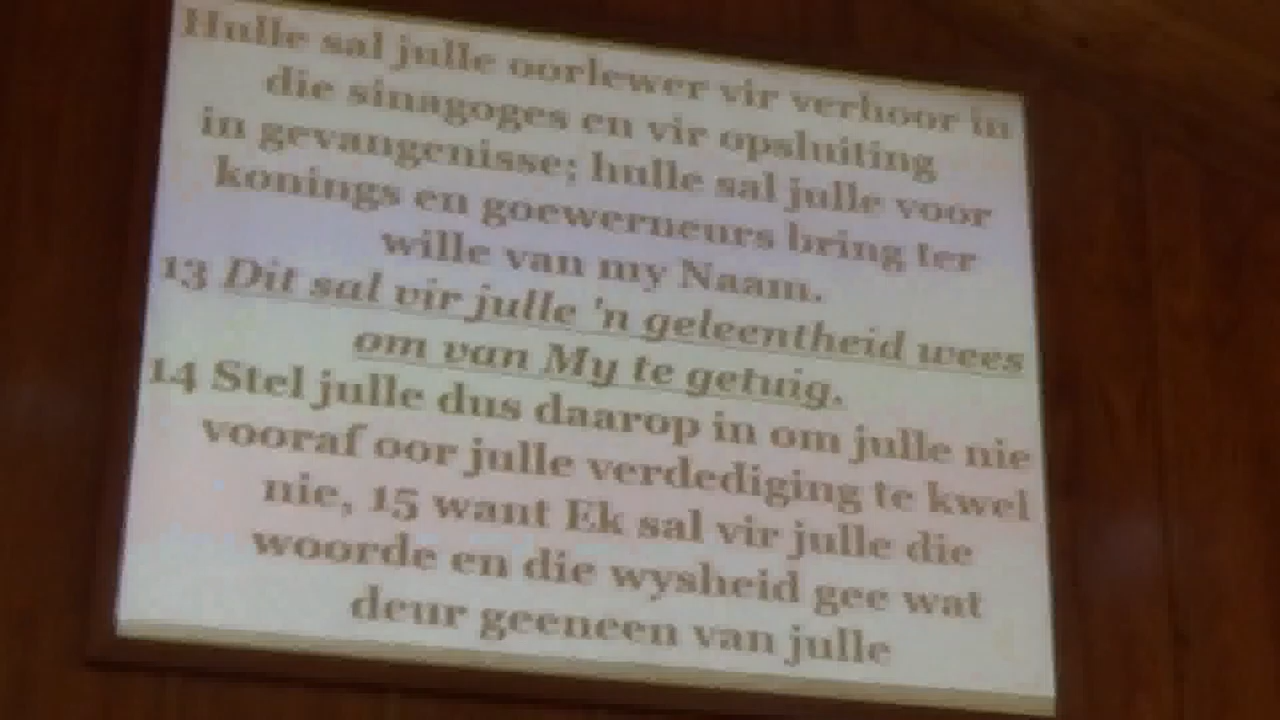 Hulle sal julle oorlewer vir verhoor in
die sinagoges en vir opsluiting
in gevangenisse; hulle sal julle voor
konings en goewerneurs bring ter
wille van my Naam.
13 Dit sal vir julle 'n geleentheid wees
om van My te getuig.
14 Stel julle dus daarop in om julle nie
vooraf oor julle verdediging te kwel
nie, 15 want Ek sal vir julle die
woorde en die wysheid gee wat
deur geeneen van julle